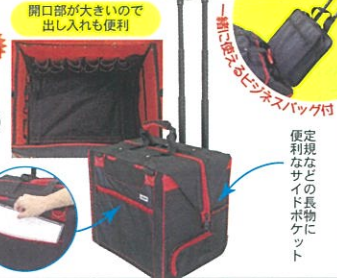 開口部が大きいので
出し入れも便利
一緒に使えるビジネスバッグ付
定規などの長物に
便利なサイドポケット